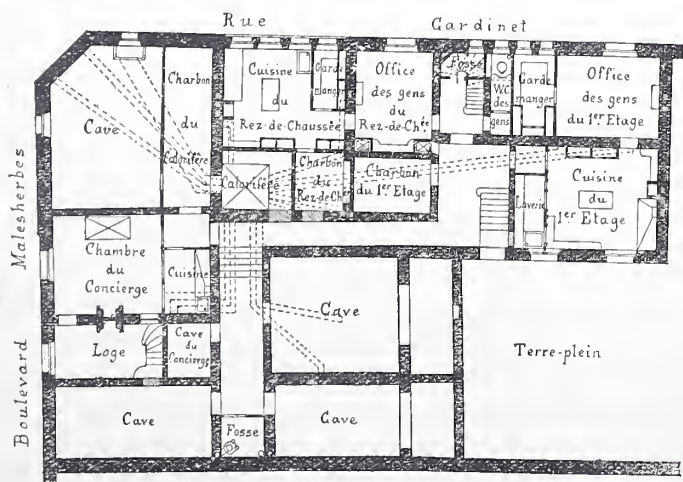 Rue Cardinet
Boulevard Malesherbes
Cave
Charbon
du
Calorifère
Cuisine
du
Rez-de-Chaussée
Garde
manger
Office
des gens
du
Rez-de-Chée
Fosse
W.C.
des
gens
Garde
manger
Office
des gens
du 1er Etage
Calorifère
Charbon
du
Rez-de-Ch
Charbon
du 1er Etage
Laverie
Cuisine
du
1er Etage
Chambre
du
Concierge
Cuisine
Cave
Loge
Cave
du
Concierge
Terre-plein
Cave
Fosse
Cave